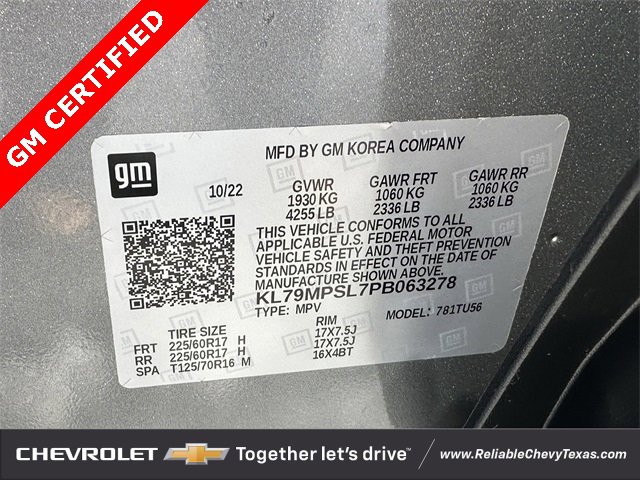 GM CERTIFIED
gm
MFD BY GM KOREA COMPANY
10/22
GVWR GAWR FRT GAWR RR
1930 KG 1060 KG 1060 KG
4255 LB 2336 LB 2336 LB
THIS VEHICLE CONFORMS TO ALL
APPLICABLE U.S. FEDERAL MOTOR
VEHICLE SAFETY AND THEFT PREVENTION
STANDARDS IN EFFECT ON THE DATE OF
MANUFACTURE SHOWN ABOVE.
KL79MPSL7PB063278
TYPE: MPV MODEL: 781TU56
TIRE SIZE RIM
FRT 225/60R17 H 17X7.5J
RR 225/60R17 H 17X7.5J
SPA T125/70R16 M 16X4BT
CHEVROLET Together let's drive™ www.ReliableChevyTexas.com